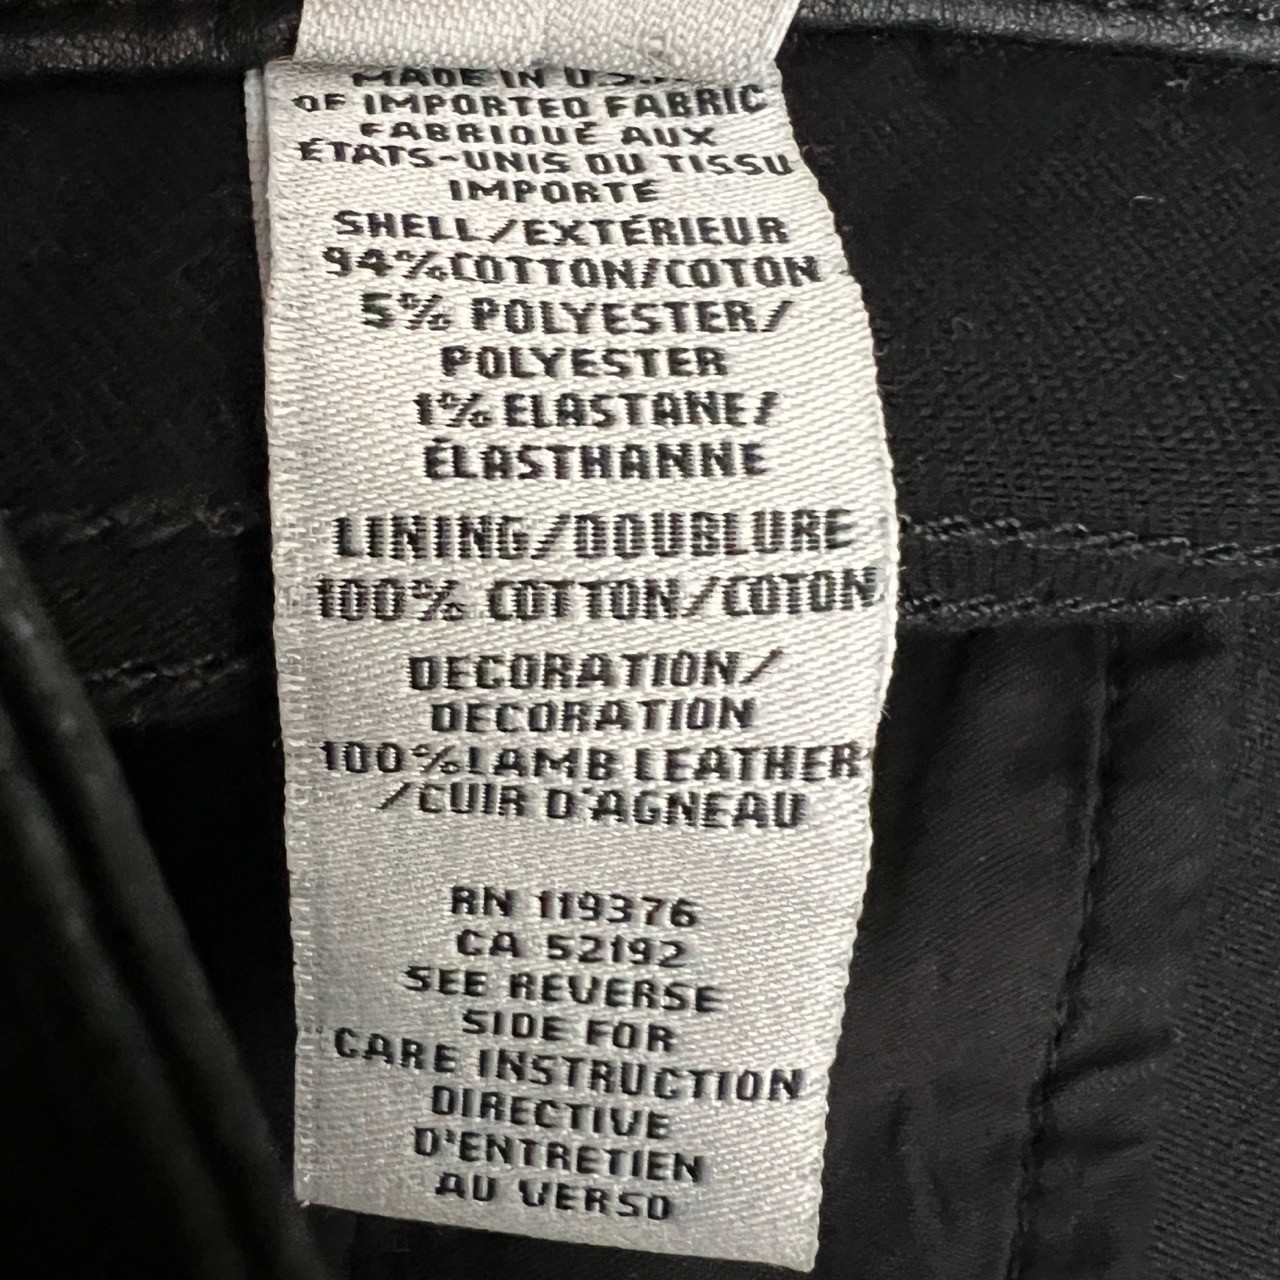 MADE IN U.S.A.
OF IMPORTED FABRIC
FABRIQUÉ AUX
ÉTATS-UNIS DU TISSU
IMPORTÉ
SHELL/EXTÉRIEUR
94% COTTON/COTON
5% POLYESTER/
POLYESTER
1% ELASTANE/
ÉLASTHANNE
LINING/DOUBLURE
100% COTTON/COTON
DECORATION/
DECORATION
100% LAMB LEATHER
/CUIR D'AGNEAU
RN 119376
CA 52192
SEE REVERSE
SIDE FOR
CARE INSTRUCTION
DIRECTIVE
D'ENTRETIEN
AU VERSO